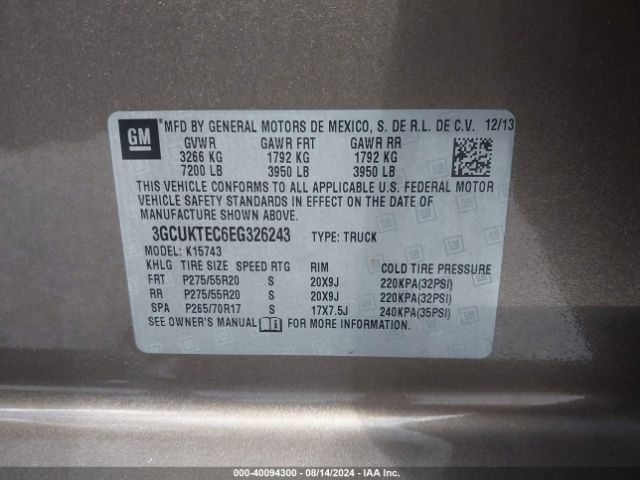 GM
*MFD BY GENERAL MOTORS DE MEXICO, S. DE R.L. DE C.V. 12/13
GVWR GAWR FRT GAWR RR
3266 KG 1792 KG 1792 KG
7200 LB 3950 LB 3950 LB
THIS VEHICLE CONFORMS TO ALL APPLICABLE U.S. FEDERAL MOTOR
VEHICLE SAFETY STANDARDS IN EFFECT ON THE DATE OF
MANUFACTURE SHOWN ABOVE.
3GCUKTEC6EG326243 TYPE: TRUCK
MODEL: K15743
KHLG TIRE SIZE SPEED RTG RIM COLD TIRE PRESSURE
FRT P275/55R20 S 20X9J 220KPA(32PSI)
RR P275/55R20 S 20X9J 220KPA(32PSI)
SPA P265/70R17 S 17X7.5J 240KPA(35PSI)
SEE OWNER'S MANUAL FOR MORE INFORMATION.
000-40094300 - 08/14/2024 - IAA Inc.